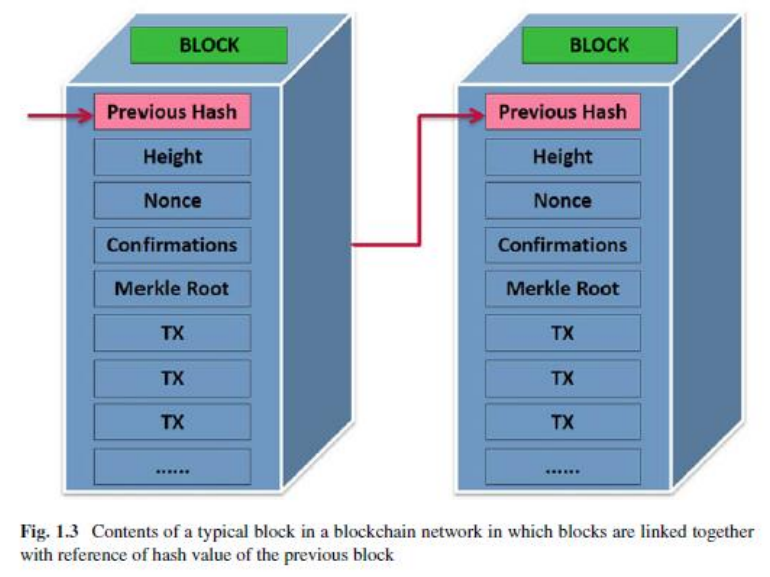 BLOCK
Previous Hash
Height
Nonce
Confirmations
Merkle Root
TX
TX
TX
......
BLOCK
Previous Hash
Height
Nonce
Confirmations
Merkle Root
TX
TX
TX
......
Fig. 1.3 Contents of a typical block in a blockchain network in which blocks are linked together
with reference of hash value of the previous block